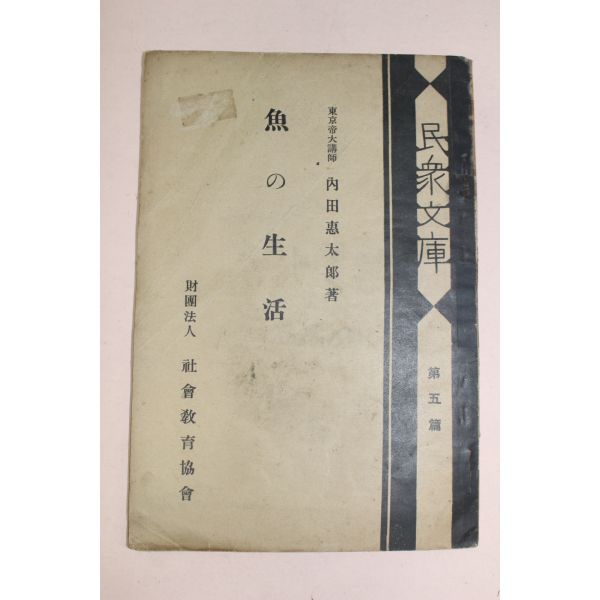 民衆文庫
第五篇
東京帝大講師 內田惠太郎著
魚の生活
財團法人 社會敎育協會